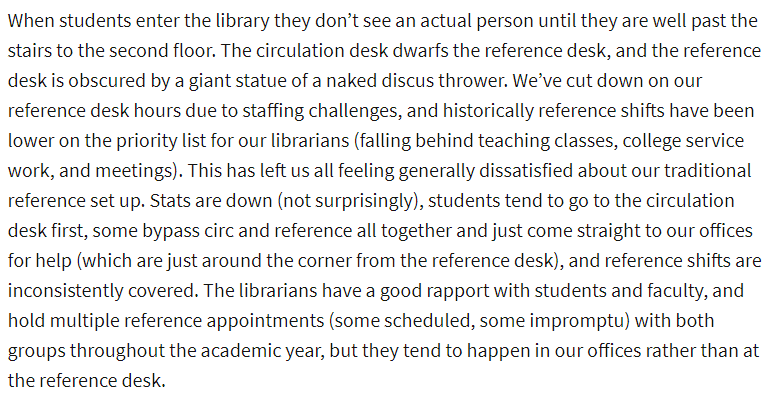 When students enter the library they don’t see an actual person until they are well past the
stairs to the second floor. The circulation desk dwarfs the reference desk, and the reference
desk is obscured by a giant statue of a naked discus thrower. We’ve cut down on our
reference desk hours due to staffing challenges, and historically reference shifts have been
lower on the priority list for our librarians (falling behind teaching classes, college service
work, and meetings). This has left us all feeling generally dissatisfied about our traditional
reference set up. Stats are down (not surprisingly), students tend to go to the circulation
desk first, some bypass circ and reference all together and just come straight to our offices
for help (which are just around the corner from the reference desk), and reference shifts are
inconsistently covered. The librarians have a good rapport with students and faculty, and
hold multiple reference appointments (some scheduled, some impromptu) with both
groups throughout the academic year, but they tend to happen in our offices rather than at
the reference desk.